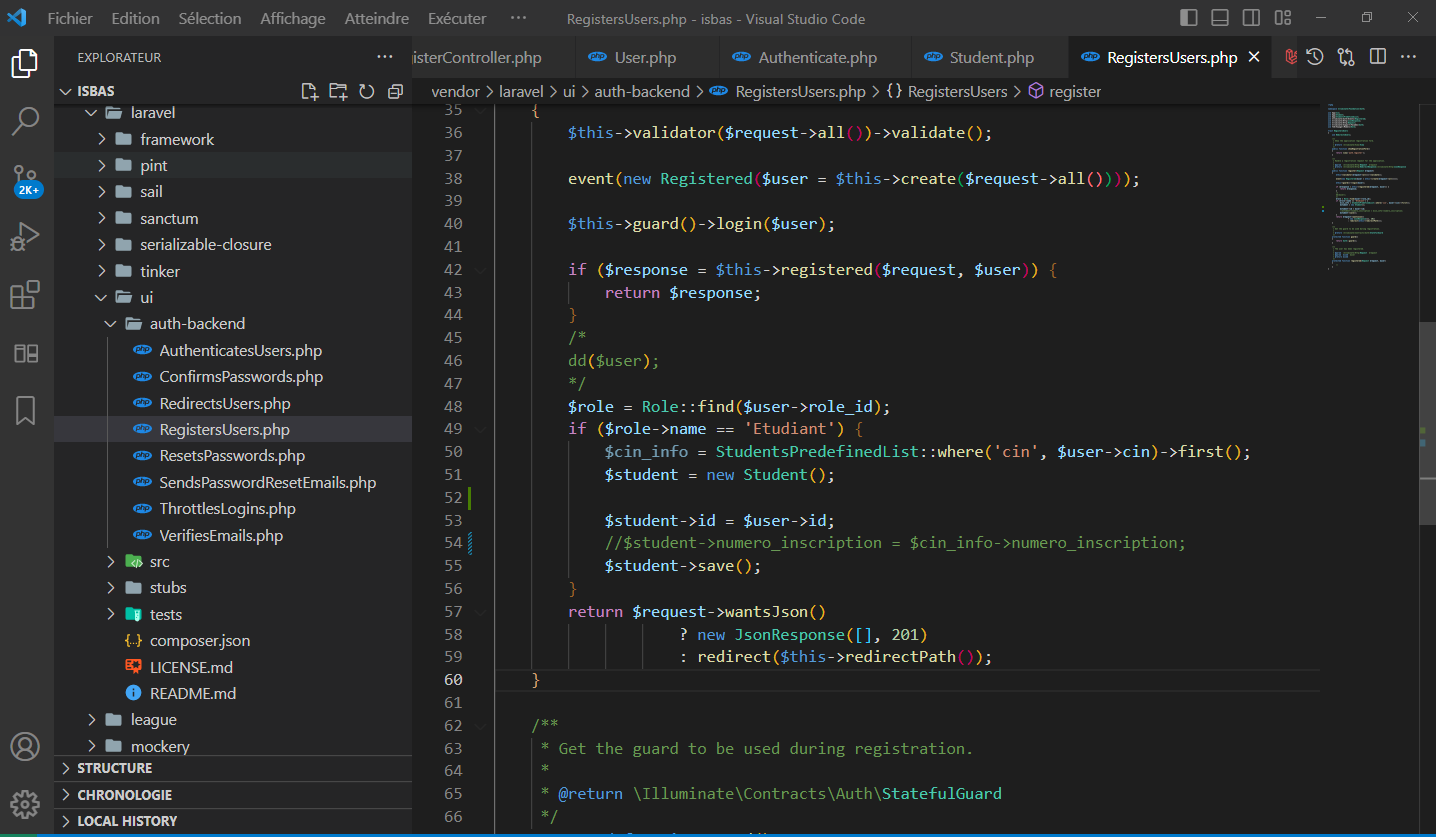 Fichier Edition Sélection Affichage Atteindre Exécuter ··· RegistersUsers.php - isbas - Visual Studio Code
EXPLORATEUR ···
isterController.php User.php Authenticate.php Student.php RegistersUsers.php ···
ISBAS
vendor > laravel > ui > auth-backend > RegistersUsers.php > {} RegistersUsers > register
2K+
laravel
framework
pint
sail
sanctum
serializable-closure
tinker
ui
auth-backend
php AuthenticatesUsers.php
php ConfirmsPasswords.php
php RedirectsUsers.php
php RegistersUsers.php
php ResetsPasswords.php
php SendsPasswordResetEmails.php
php ThrottlesLogins.php
php VerifiesEmails.php
src
stubs
tests
composer.json
LICENSE.md
README.md
league
mockery
STRUCTURE
CHRONOLOGIE
LOCAL HISTORY
35 {
36 $this->validator($request->all())->validate();
37
38 event(new Registered($user = $this->create($request->all())));
39
40 $this->guard()->login($user);
41
42 if ($response = $this->registered($request, $user)) {
43 return $response;
44 }
45 /*
46 dd($user);
47 */
48 $role = Role::find($user->role_id);
49 if ($role->name == 'Etudiant') {
50 $cin_info = StudentsPredefinedList::where('cin', $user->cin)->first();
51 $student = new Student();
52
53 $student->id = $user->id;
54 //$student->numero_inscription = $cin_info->numero_inscription;
55 $student->save();
56 }
57 return $request->wantsJson()
58 ? new JsonResponse([], 201)
59 : redirect($this->redirectPath());
60 }
61
62 /**
63 * Get the guard to be used during registration.
64 *
65 * @return \Illuminate\Contracts\Auth\StatefulGuard
66 */